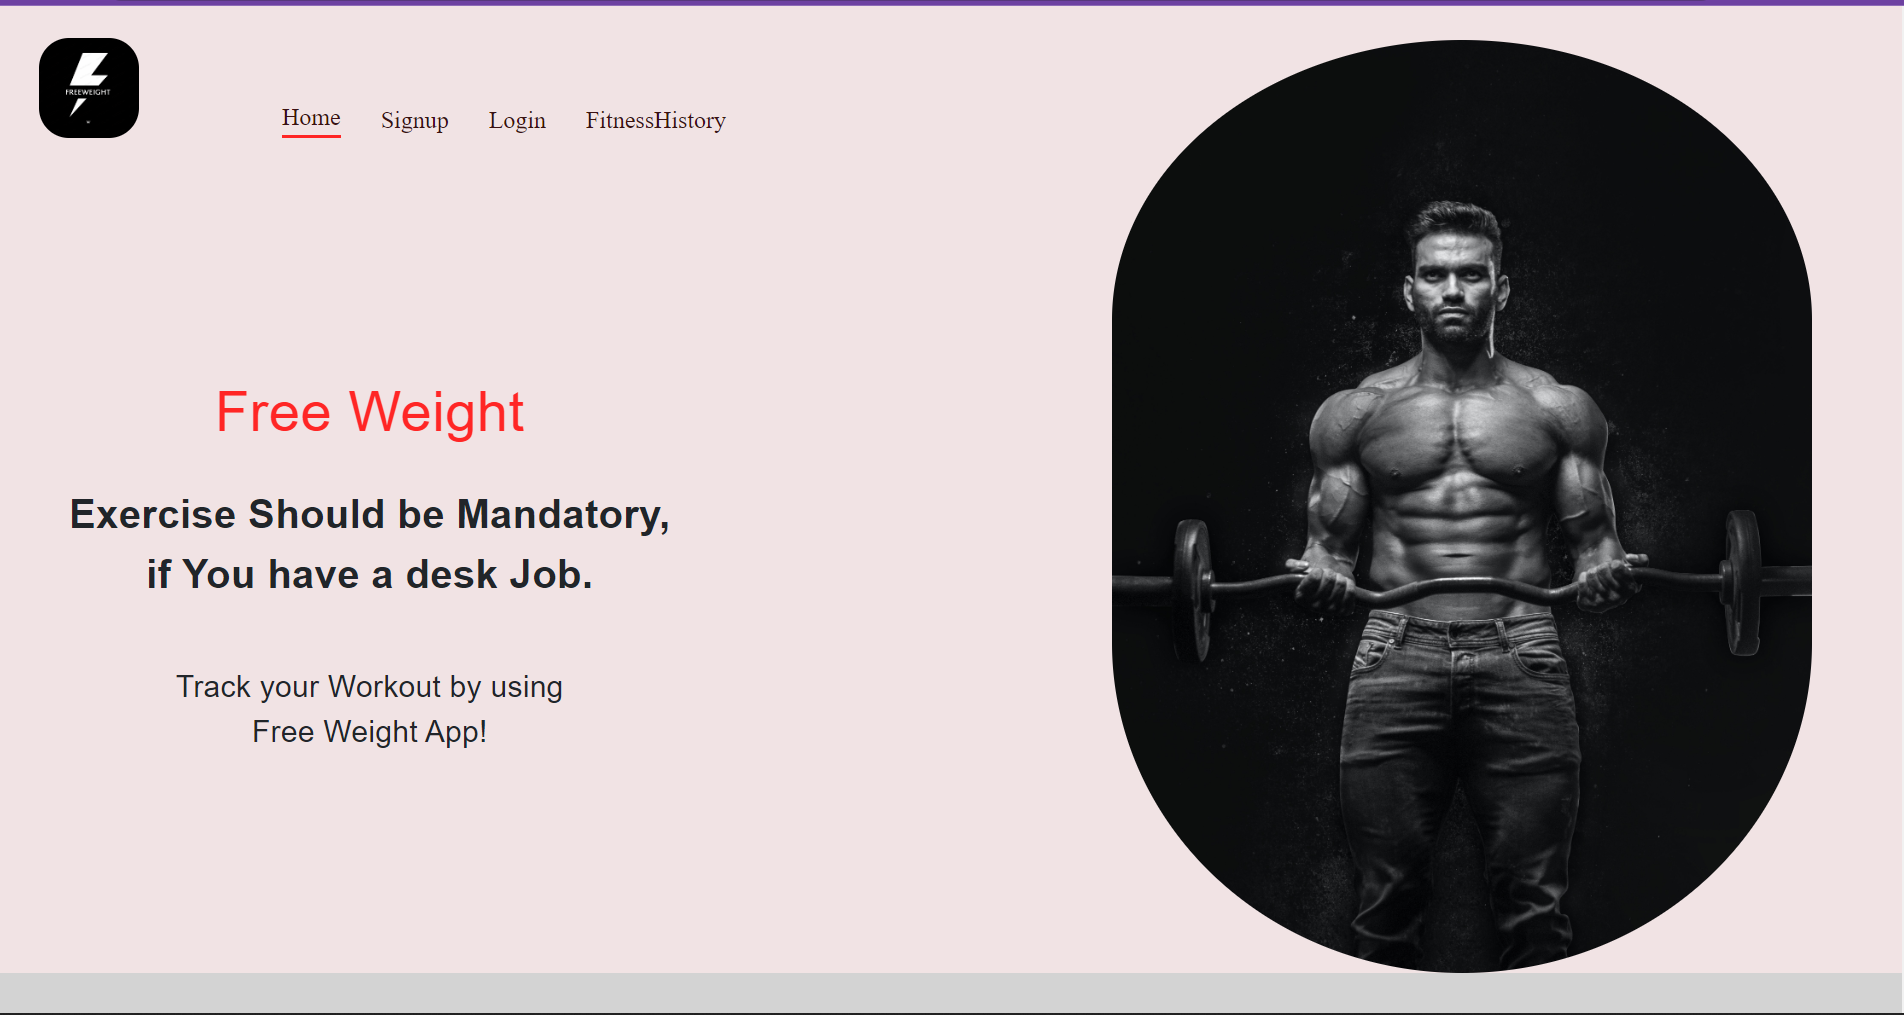 FREEWEIGHT
Home Signup Login FitnessHistory
Free Weight
Exercise Should be Mandatory,
if You have a desk Job.
Track your Workout by using
Free Weight App!